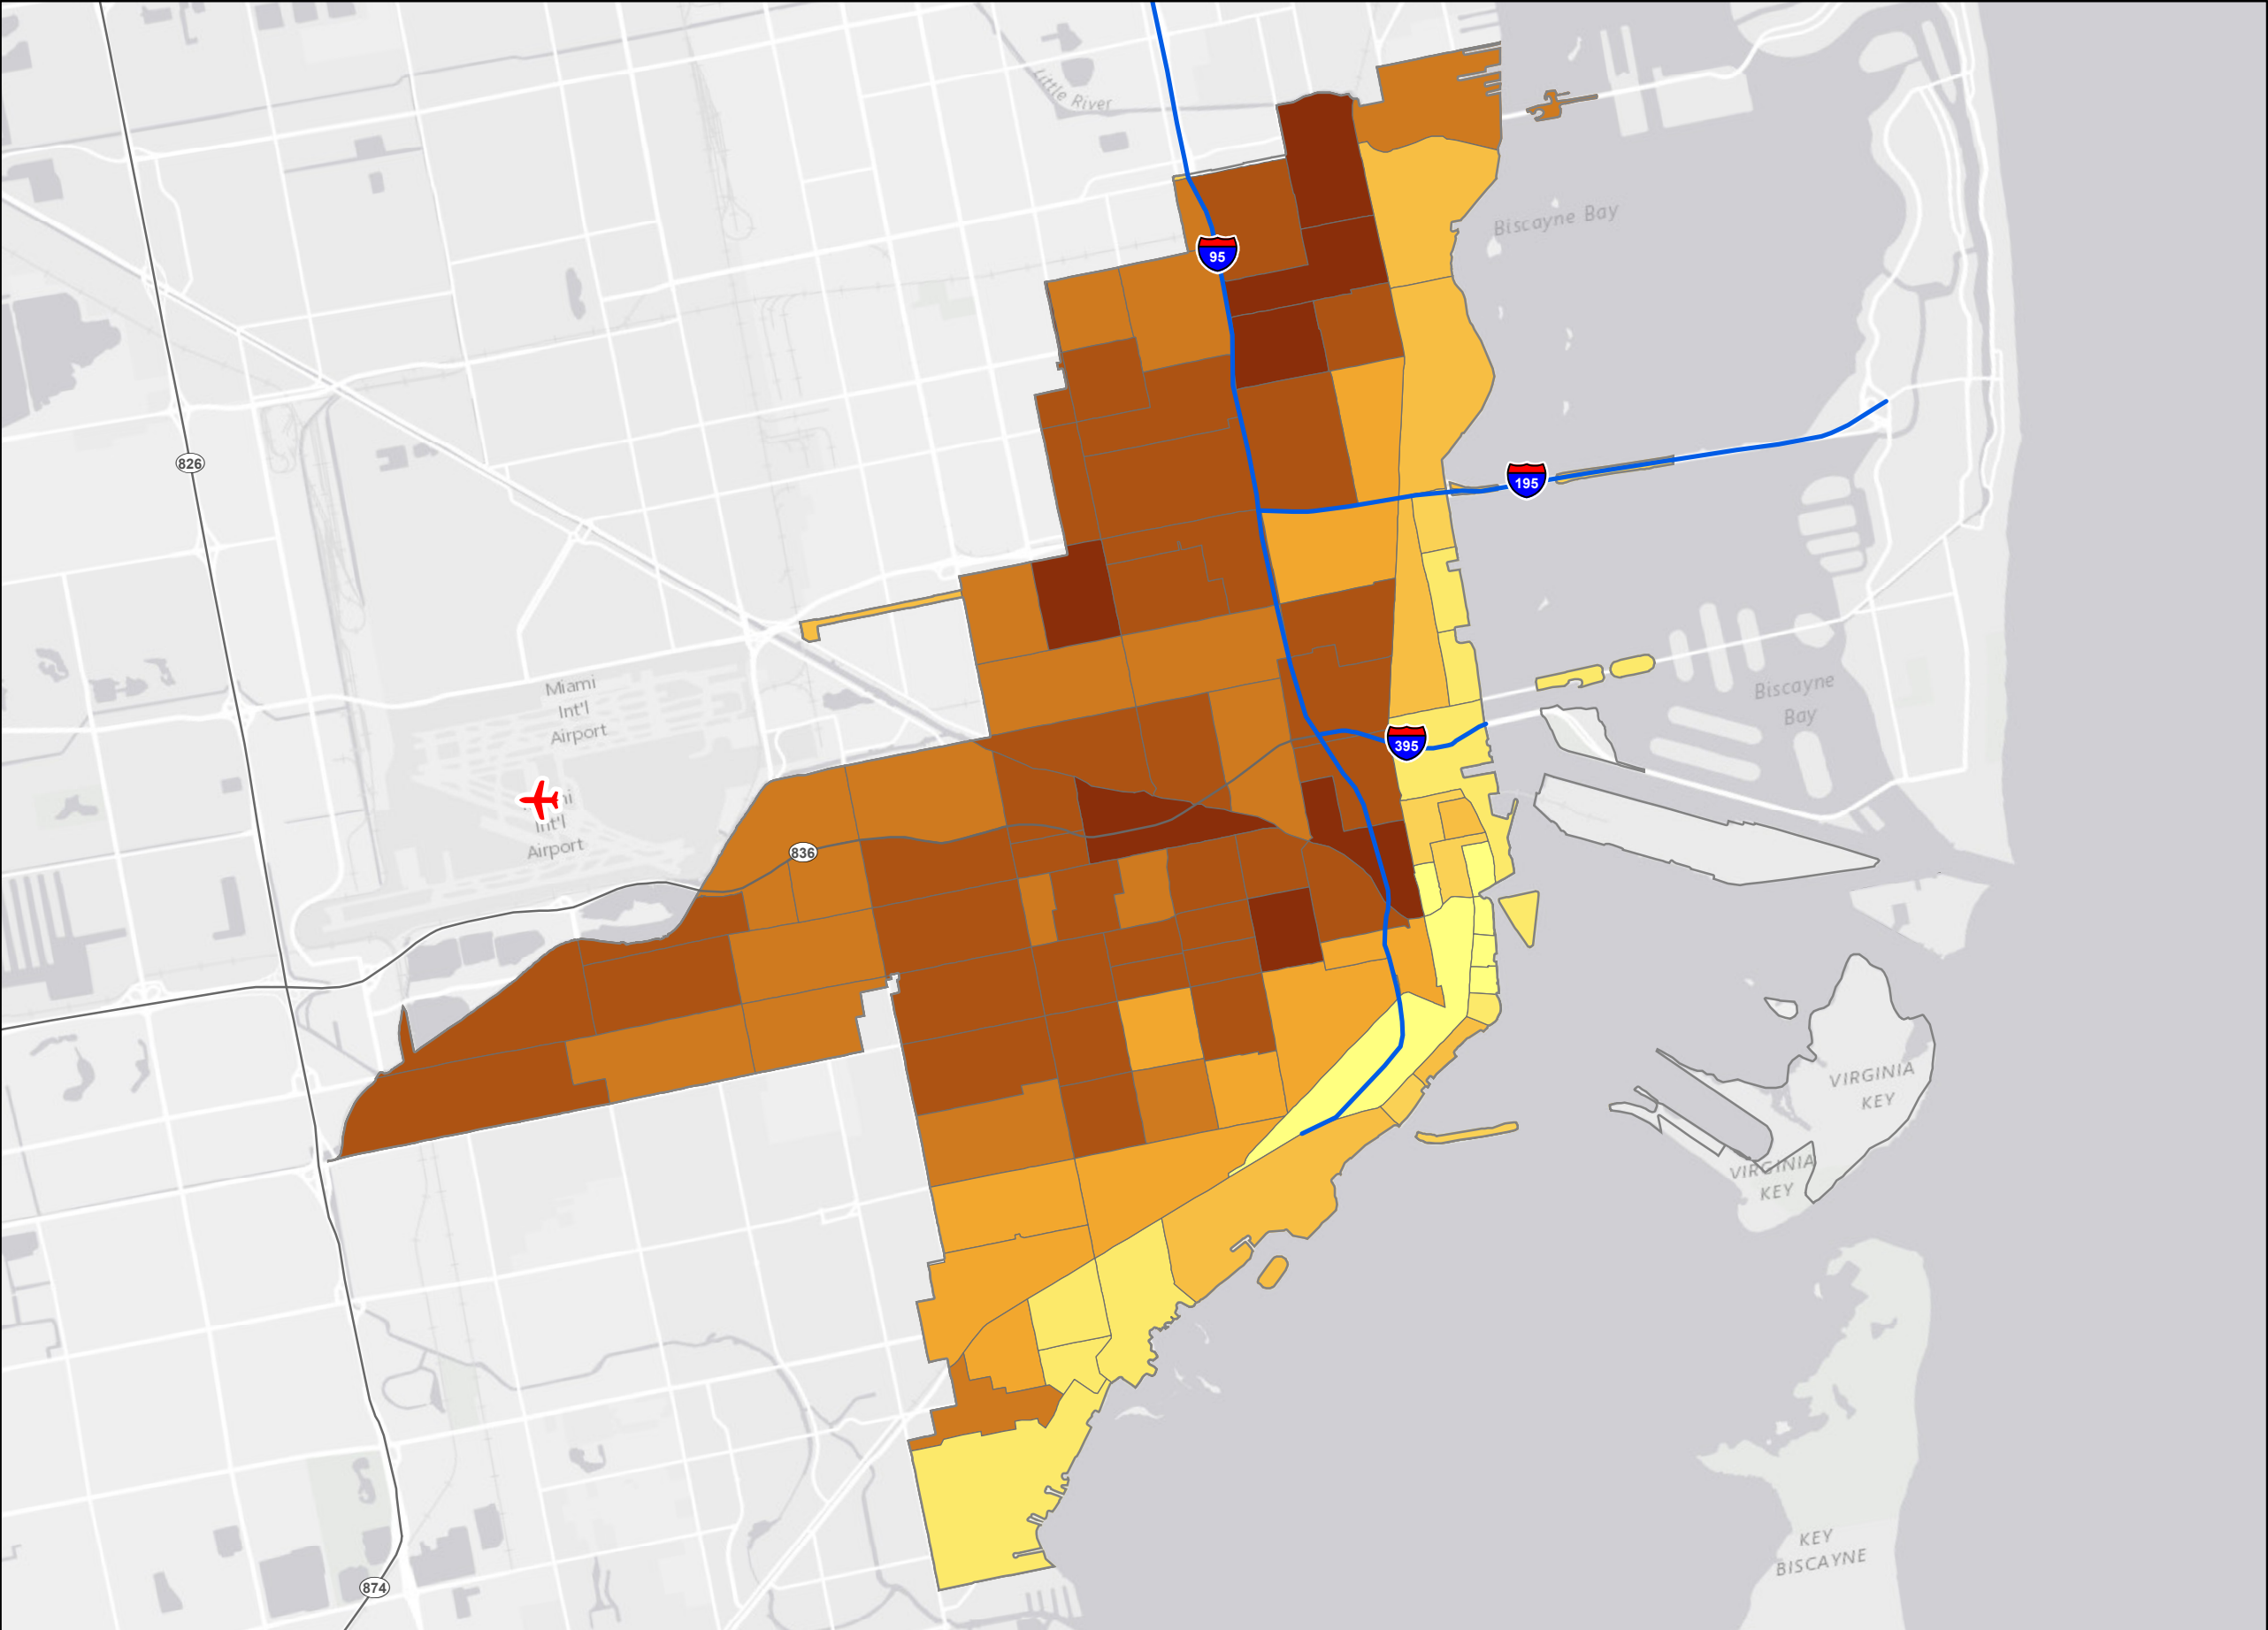 Little River
Biscayne Bay
95
826
195
Miami
Int'l
Airport
Biscayne
Bay
395
Int'l
Airport
836
VIRGINIA
KEY
VIRGINIA
KEY
KEY
BISCAYNE
874